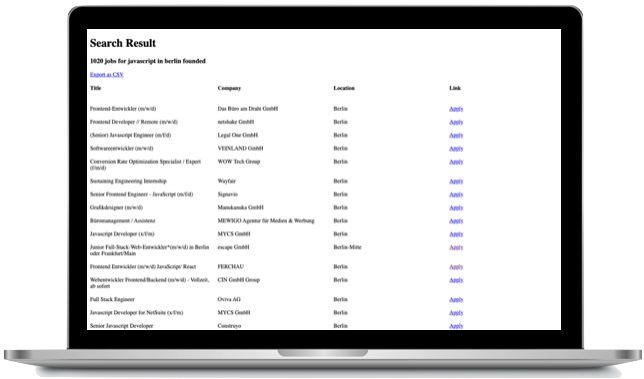 Search Result
1020 jobs for javascript in berlin founded
Export as CSV
Title Company Location Link
Frontend-Entwickler (m/w/d) Das Büro am Draht GmbH Berlin Apply
Frontend Developer // Remote (m/w/d) netshake GmbH Berlin Apply
(Senior) Javascript Engineer (m/f/d) Legal One GmbH Berlin Apply
Softwareentwickler (m/w/d) VEINLAND GmbH Berlin Apply
Conversion Rate Optimization Specialist / Expert WOW Tech Group Berlin Apply
(f/m/d)
Sustaining Engineering Internship Wayfair Berlin Apply
Senior Frontend Engineer - JavaScript (m/f/d) Signavio Berlin Apply
Grafikdesigner (m/w/d) Manukanuka GmbH Berlin Apply
Büromanagement / Assistenz MEWIGO Agentur für Medien & Werbung Berlin Apply
Javascript Developer (x/f/m) MYCS GmbH Berlin Apply
Junior Full-Stack-Web-Entwickler*(m/w/d) in Berlin escape GmbH Berlin-Mitte Apply
oder Frankfurt/Main
Frontend Entwickler (m/w/d) JavaScript/ React FERCHAU Berlin Apply
Webentwickler Frontend/Backend (m/w/d) - Vollzeit, CIN GmbH Group Berlin Apply
ab sofort
Full Stack Engineer Oviva AG Berlin Apply
Javascript Developer for NetSuite (x/f/m) MYCS GmbH Berlin Apply
Senior Javascript Developer Construyo Berlin Apply